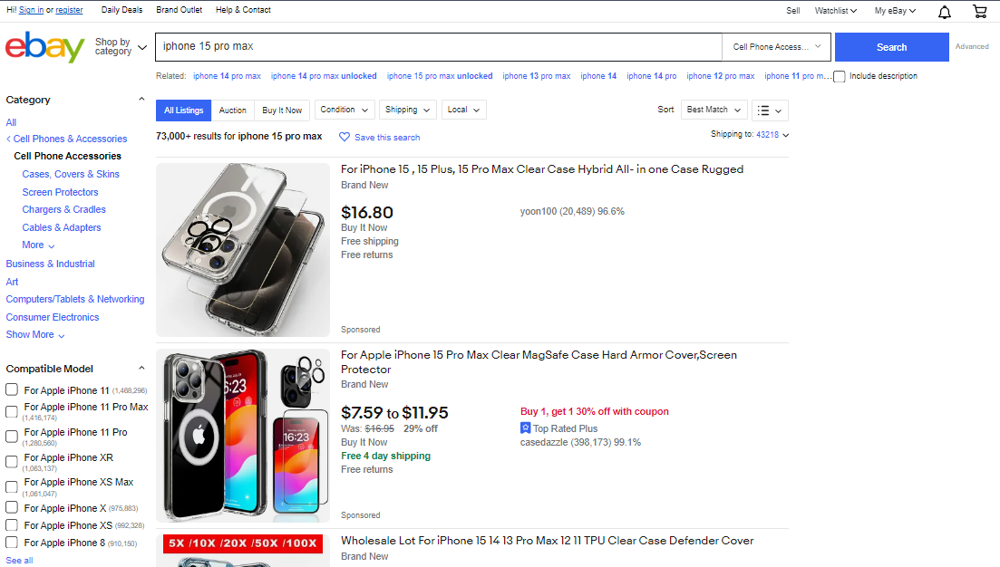 Hi! Sign in or register Daily Deals Brand Outlet Help & Contact Sell Watchlist My eBay
ebay Shop by category iphone 15 pro max Cell Phone Access... Search Advanced
Related: iphone 14 pro max iphone 14 pro max unlocked iphone 15 pro max unlocked iphone 13 pro max iphone 14 iphone 14 pro iphone 12 pro max iphone 11 pro m... Include description
Category
All
Cell Phones & Accessories
Cell Phone Accessories
Cases, Covers & Skins
Screen Protectors
Chargers & Cradles
Cables & Adapters
More
Business & Industrial
Art
Computers/Tablets & Networking
Consumer Electronics
Show More
Compatible Model
For Apple iPhone 11 (1,468,296)
For Apple iPhone 11 Pro Max
(1,416,174)
For Apple iPhone 11 Pro
(1,280,560)
For Apple iPhone XR
(1,063,137)
For Apple iPhone XS Max
(1,061,047)
For Apple iPhone X (975,883)
For Apple iPhone XS (992,328)
For Apple iPhone 8 (910,150)
See all
All Listings Auction Buy It Now Condition Shipping Local Sort Best Match
73,000+ results for iphone 15 pro max Save this search Shipping to: 43218
For iPhone 15 , 15 Plus, 15 Pro Max Clear Case Hybrid All- in one Case Rugged
Brand New
$16.80 yoon100 (20,489) 96.6%
Buy It Now
Free shipping
Free returns
Sponsored
For Apple iPhone 15 Pro Max Clear MagSafe Case Hard Armor Cover,Screen
Protector
Brand New
$7.59 to $11.95 Buy 1, get 1 30% off with coupon
Was: $16.95 29% off Top Rated Plus
Buy It Now casedazzle (398,173) 99.1%
Free 4 day shipping
Free returns
Sponsored
16:23
5X /10X /20X /50X /100X
Wholesale Lot For iPhone 15 14 13 Pro Max 12 11 TPU Clear Case Defender Cover
Brand New